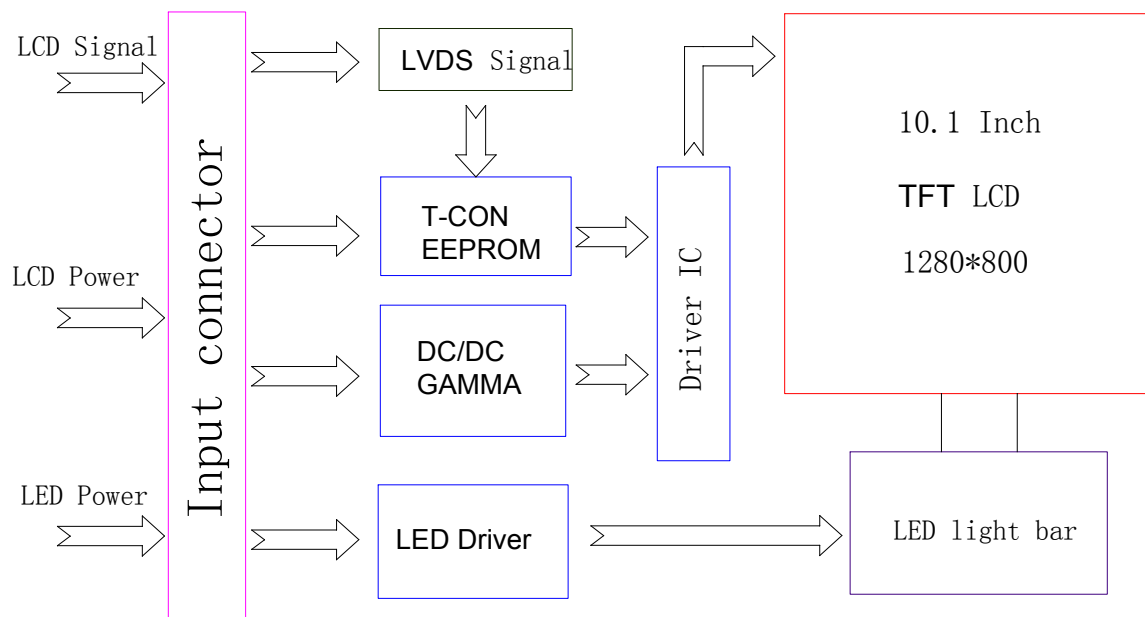 LCD Signal
LCD Power
LED Power
Input connector
LVDS Signal
T-CON
EEPROM
DC/DC
GAMMA
LED Driver
Driver IC
10.1 Inch
TFT LCD
1280*800
LED light bar